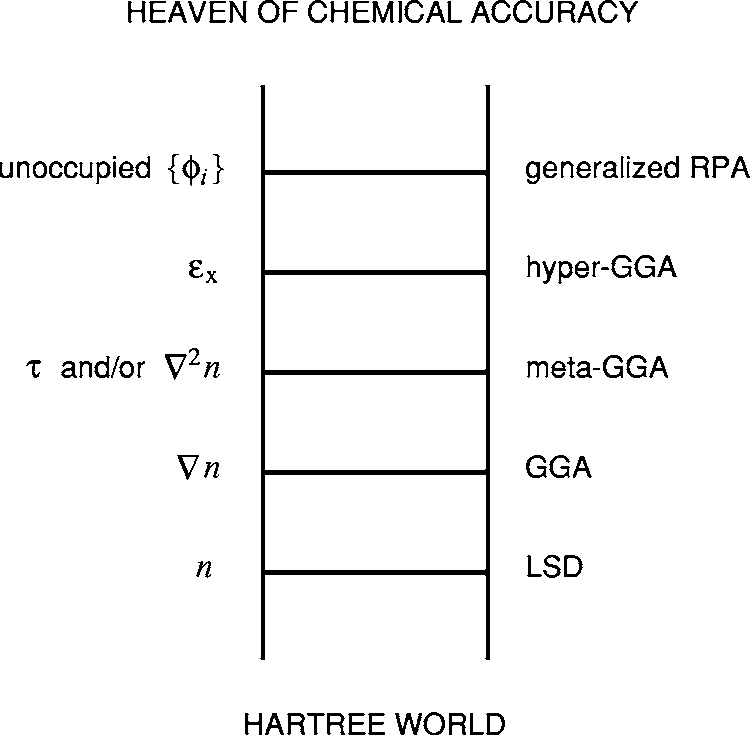 HEAVEN OF CHEMICAL ACCURACY
unoccupied {ϕᵢ} generalized RPA
εₓ hyper-GGA
τ and/or ∇²n meta-GGA
∇n GGA
n LSD
HARTREE WORLD